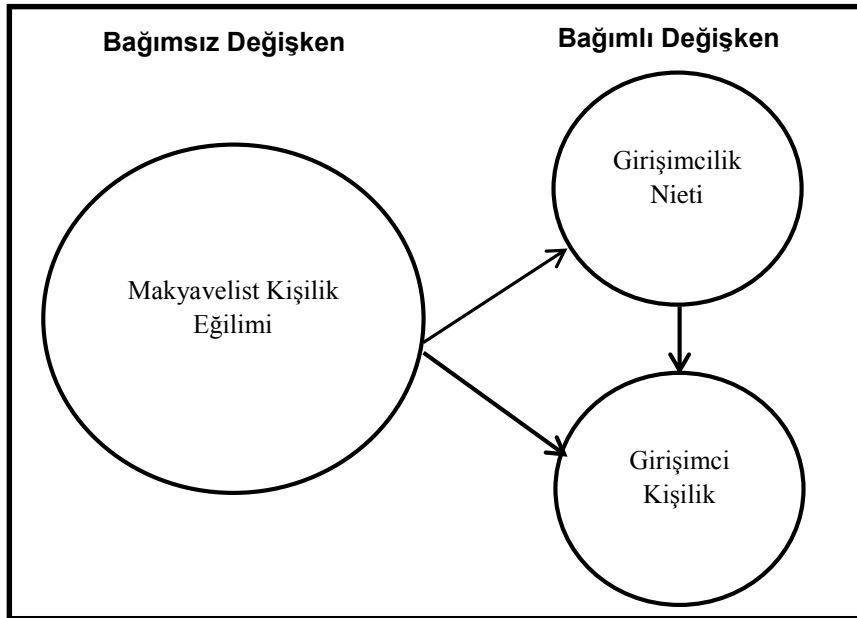 Bağımsız Değişken
Bağımlı Değişken
Girişimcilik
Nieti
Makyavelist Kişilik
Eğilimi
Girişimci
Kişilik